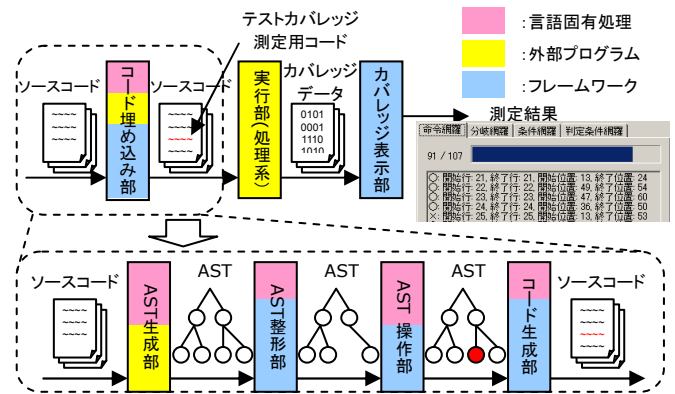 テストカバレッジ
測定用コード
:言語固有処理
:外部プログラム
:フレームワーク
ソースコード
コード埋め込み部
ソースコード
~~~~
~~~~
~~~~
~~~~
~~~~
~~~~
~~~~
~~~~
実行部(処理系)
カバレッジ
データ
0101
0001
1110
1010
カバレッジ表示部
測定結果
命令網羅 分岐網羅 条件網羅 判定条件網羅
91 / 107
○: 開始行: 21, 終了行: 21, 開始位置: 13, 終了位置: 24
○: 開始行: 22, 終了行: 22, 開始位置: 49, 終了位置: 54
○: 開始行: 23, 終了行: 23, 開始位置: 47, 終了位置: 60
○: 開始行: 24, 終了行: 24, 開始位置: 36, 終了位置: 50
×: 開始行: 25, 終了行: 25, 開始位置: 13, 終了位置: 53
ソースコード
~~~~
~~~~
~~~~
~~~~
AST生成部
AST
AST整形部
AST
AST操作部
AST
コード生成部
ソースコード
~~~~
~~~~
~~~~
~~~~